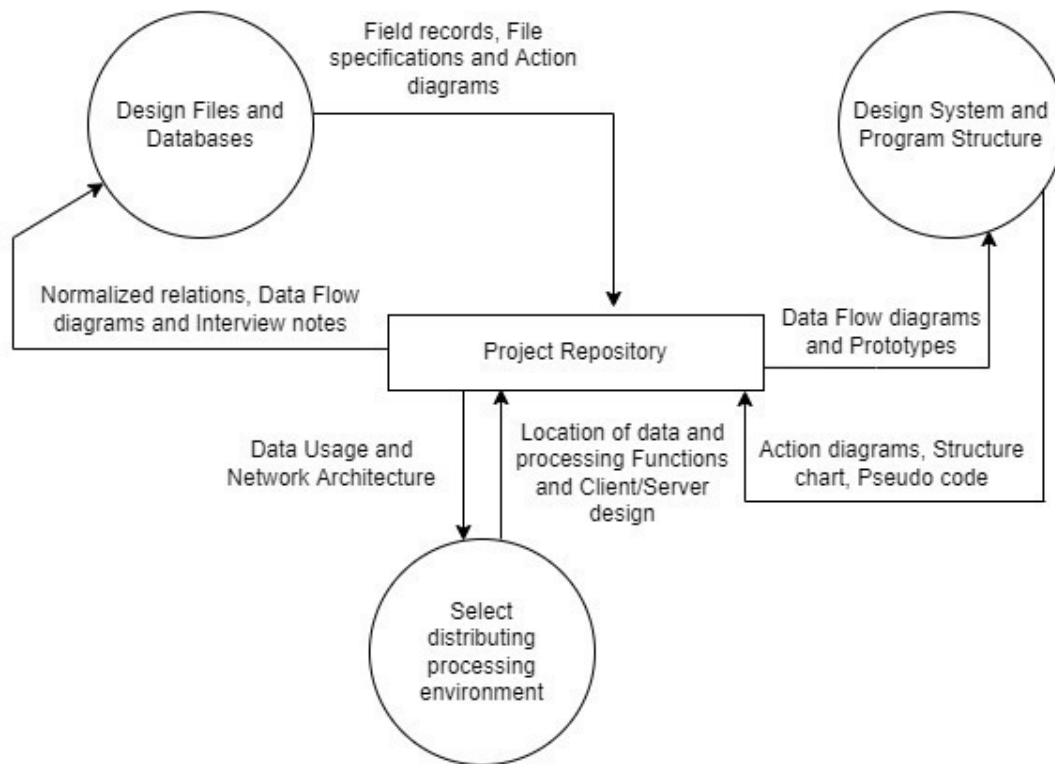 Field records, File
specifications and Action
diagrams
Design Files and
Databases
Design System and
Program Structure
Normalized relations, Data Flow
diagrams and Interview notes
Project Repository
Data Flow diagrams
and Prototypes
Data Usage and
Network Architecture
Location of data and
processing Functions
and Client/Server
design
Action diagrams, Structure
chart, Pseudo code
Select
distributing
processing
environment